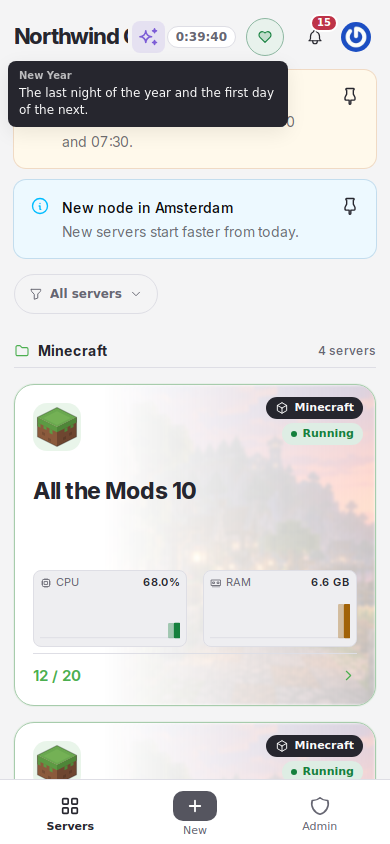 Northwind
0:39:40
15
New Year
The last night of the year and the first day
of the next.
and 07:30.
New node in Amsterdam
New servers start faster from today.
All servers
Minecraft
4 servers
Minecraft
Running
All the Mods 10
CPU
68.0%
RAM
6.6 GB
12 / 20
Minecraft
Running
Servers
New
Admin